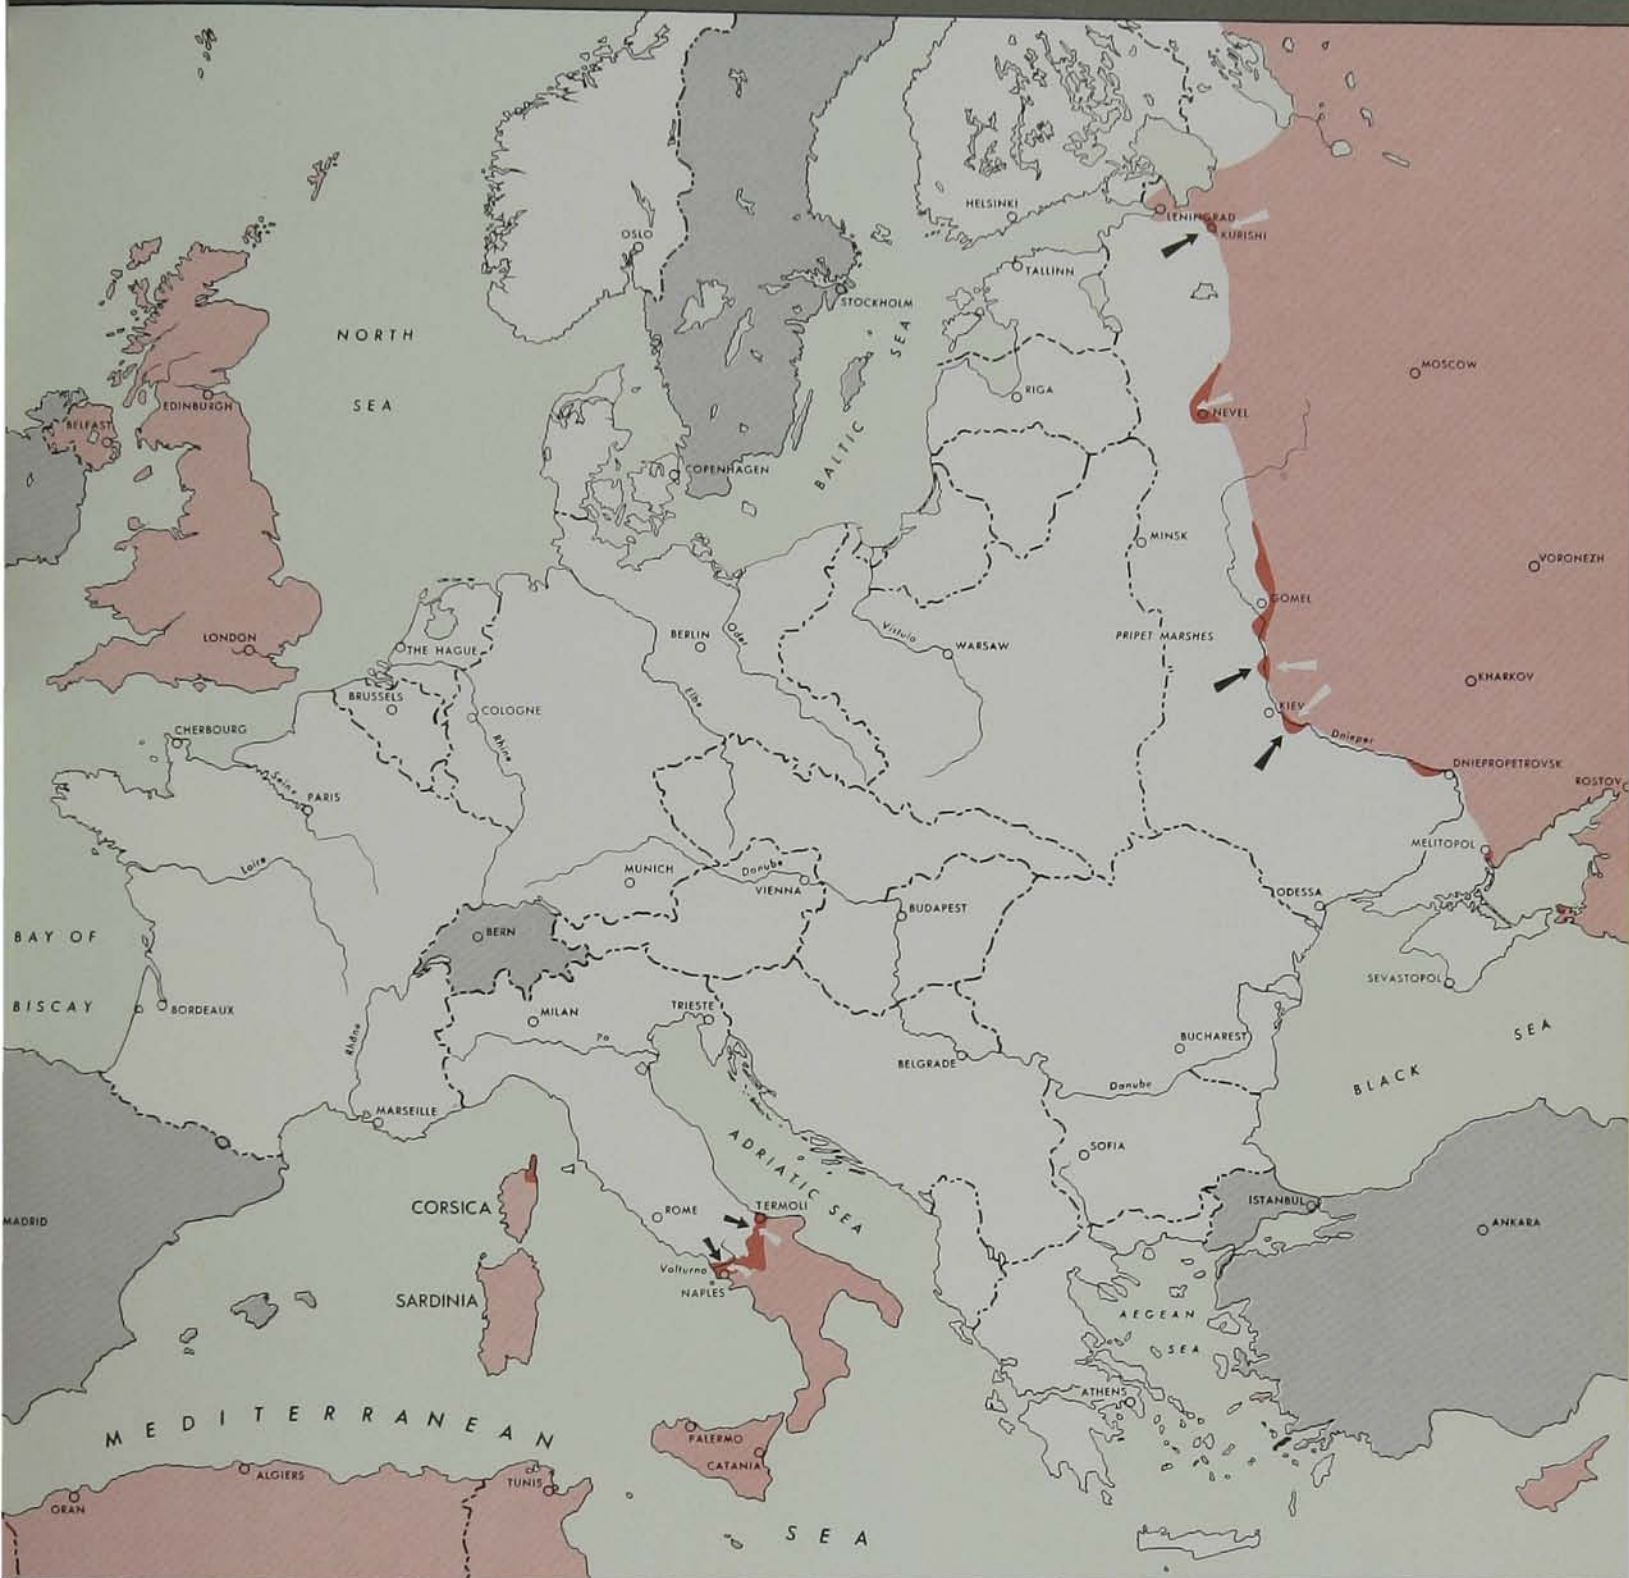 HELSINKI
LENINGRAD
KURISHI
OSLO
TALLINN
STOCKHOLM
NORTH
SEA
BALTIC SEA
MOSCOW
RIGA
NEVEL
EDINBURGH
BELFAST
COPENHAGEN
MINSK
VORONEZH
GOMEL
LONDON
BERLIN
Oder
THE HAGUE
Vistula
WARSAW
PRIPET MARSHES
KHARKOV
BRUSSELS
COLOGNE
Elbe
KIEV
CHERBOURG
Rhine
Dnieper
DNIEPROPETROVSK
ROSTOV
Seine
PARIS
MELITOPOL
Loire
MUNICH
Danube
VIENNA
ODESSA
BUDAPEST
BAY OF
BISCAY
BERN
SEVASTOPOL
BORDEAUX
MILAN
TRIESTE
Rhône
Po
BELGRADE
BUCHAREST
BLACK SEA
Danube
MARSEILLE
ADRIATIC SEA
SOFIA
CORSICA
ROME
TERMOLI
ISTANBUL
ANKARA
MADRID
Volturno
NAPLES
SARDINIA
AEGEAN
SEA
ATHENS
MEDITERRANEAN
SEA
PALERMO
CATANIA
ALGIERS
TUNIS
ORAN